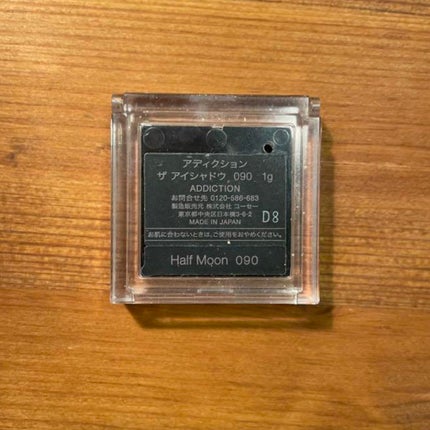 アディクション
ザ アイシャドウ 090 1g
ADDICTION
お問合せ先 0120-586-683
製造販売元 株式会社 コーセー
東京都中央区日本橋3-6-2
MADE IN JAPAN D8
お肌に合わないときは、ご使用をおやめください。
Half Moon 090